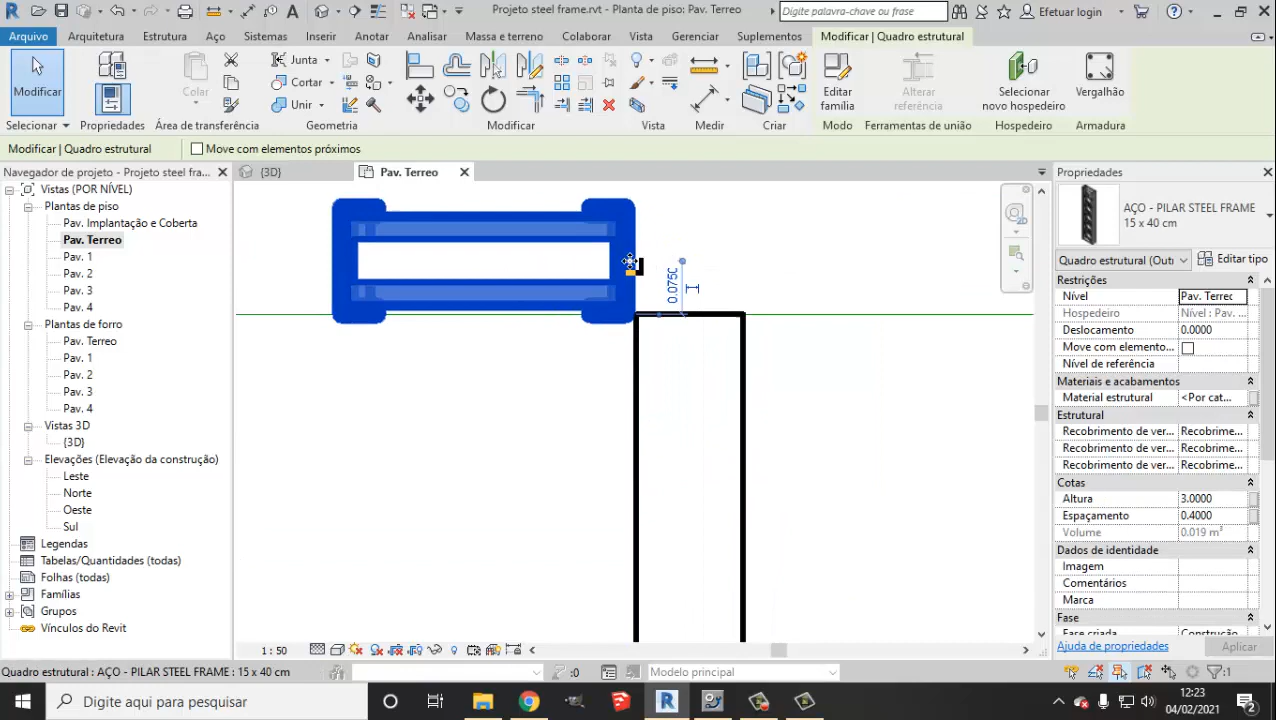 Projeto steel frame.rvt - Planta de piso: Pav. Terreo
Digite palavra-chave ou frase
Efetuar login
Arquivo Arquitetura Estrutura Aço Sistemas Inserir Anotar Analisar Massa e terreno Colaborar Vista Gerenciar Suplementos Modificar | Quadro estrutural
Modificar
Colar
Junta
Cortar
Unir
Editar
família
Alterar
referência
Selecionar
novo hospedeiro
Vergalhão
Selecionar Propriedades Área de transferência Geometria Modificar Vista Medir Criar Modo Ferramentas de união Hospedeiro Armadura
Modificar | Quadro estrutural Move com elementos próximos
Navegador de projeto - Projeto steel fra...
{3D}
Pav. Terreo
Propriedades
Vistas (POR NÍVEL)
Plantas de piso
Pav. Implantação e Coberta
Pav. Terreo
Pav. 1
Pav. 2
Pav. 3
Pav. 4
Plantas de forro
Pav. Terreo
Pav. 1
Pav. 2
Pav. 3
Pav. 4
Vistas 3D
{3D}
Elevações (Elevação da construção)
Leste
Norte
Oeste
Sul
Legendas
Tabelas/Quantidades (todas)
Folhas (todas)
Famílias
Grupos
Vínculos do Revit
2D
0.0750
AÇO - PILAR STEEL FRAME
15 x 40 cm
Quadro estrutural (Outr Editar tipo
Restrições
Nível Pav. Terrec
Hospedeiro Nível : Pav. ...
Deslocamento 0.0000
Move com elemento...
Nível de referência
Materiais e acabamentos
Material estrutural <Por cat...
Estrutural
Recobrimento de ver... Recobrime...
Recobrimento de ver... Recobrime...
Recobrimento de ver... Recobrime...
Cotas
Altura 3.0000
Espaçamento 0.4000
Volume 0.019 m³
Dados de identidade
Imagem
Comentários
Marca
Fase
Fase criada Construção
Ajuda de propriedades Aplicar
1 : 50
Quadro estrutural : AÇO - PILAR STEEL FRAME : 15 x 40 cm :0 Modelo principal :1
Digite aqui para pesquisar
12:23
04/02/2021
2